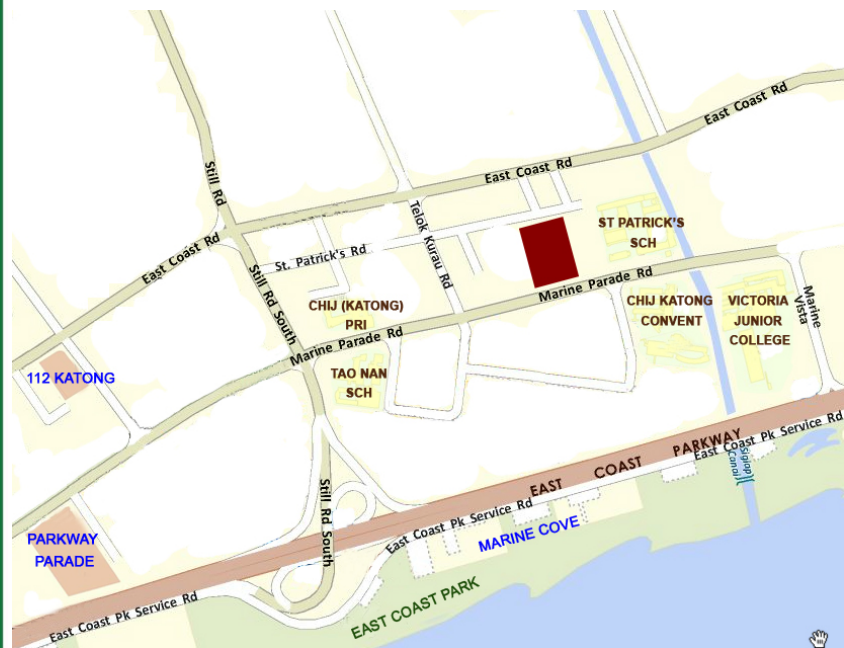 East Coast Rd
East Coast Rd
Still Rd
Telok Kurau Rd
ST PATRICK'S
SCH
East Coast Rd
St. Patrick's Rd
Still Rd South
Marine Parade Rd
CHIJ (KATONG)
PRI
CHIJ KATONG
CONVENT
VICTORIA
JUNIOR
COLLEGE
Marine
Vista
Marine Parade Rd
TAO NAN
SCH
112 KATONG
EAST COAST PARKWAY
East Coast Pk Service Rd
Siglap
Canal
Still Rd South
East Coast Pk Service Rd
MARINE COVE
PARKWAY
PARADE
EAST COAST PARK
East Coast Pk Service Rd